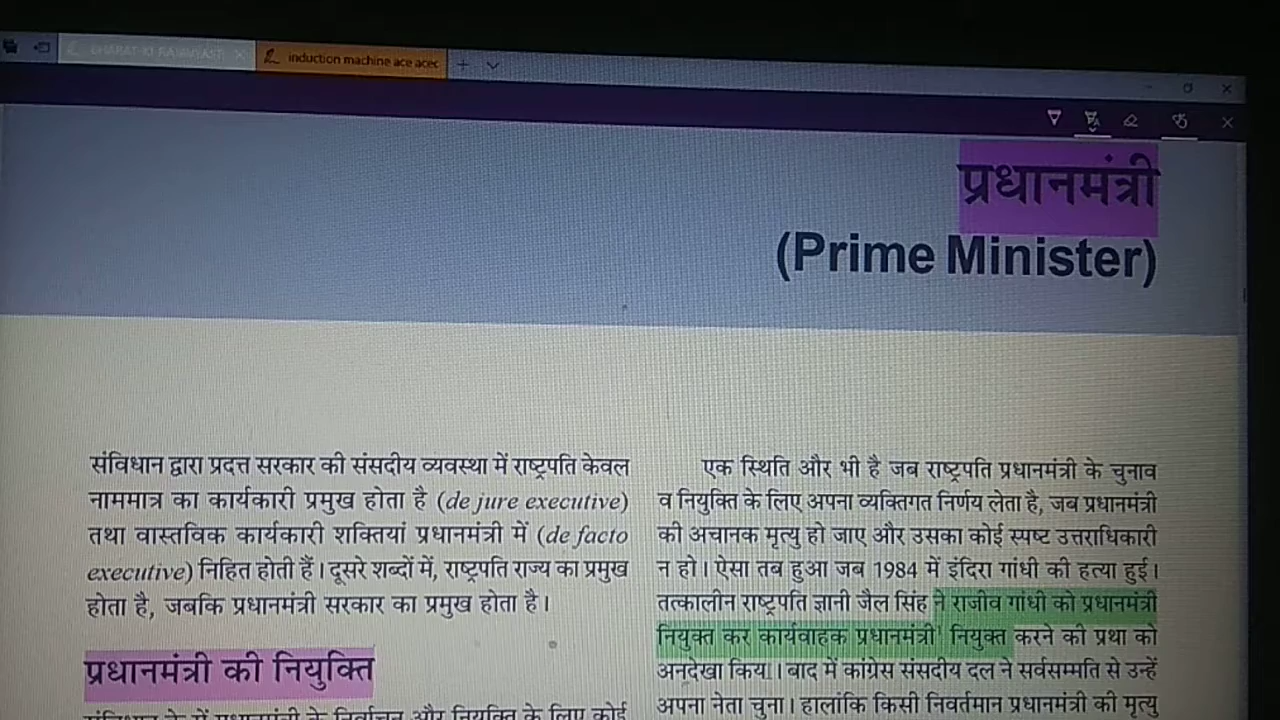 BHARAT KI RAJVYAVST
induction machine ace acec
प्रधानमंत्री
(Prime Minister)
संविधान द्वारा प्रदत्त सरकार की संसदीय व्यवस्था में राष्ट्रपति केवल
नाममात्र का कार्यकारी प्रमुख होता है (de jure executive)
तथा वास्तविक कार्यकारी शक्तियां प्रधानमंत्री में (de facto
executive) निहित होती हैं। दूसरे शब्दों में, राष्ट्रपति राज्य का प्रमुख
होता है, जबकि प्रधानमंत्री सरकार का प्रमुख होता है।
प्रधानमंत्री की नियुक्ति
एक स्थिति और भी है जब राष्ट्रपति प्रधानमंत्री के चुनाव
व नियुक्ति के लिए अपना व्यक्तिगत निर्णय लेता है, जब प्रधानमंत्री
की अचानक मृत्यु हो जाए और उसका कोई स्पष्ट उत्तराधिकारी
न हो। ऐसा तब हुआ जब 1984 में इंदिरा गांधी की हत्या हुई।
तत्कालीन राष्ट्रपति ज्ञानी जैल सिंह ने राजीव गांधी को प्रधानमंत्री
नियुक्त कर कार्यवाहक प्रधानमंत्री¹ नियुक्त करने की प्रथा को
अनदेखा किया। बाद में कांग्रेस संसदीय दल ने सर्वसम्मति से उन्हें
अपना नेता चुना। हालांकि किसी निवर्तमान प्रधानमंत्री की मृत्यु